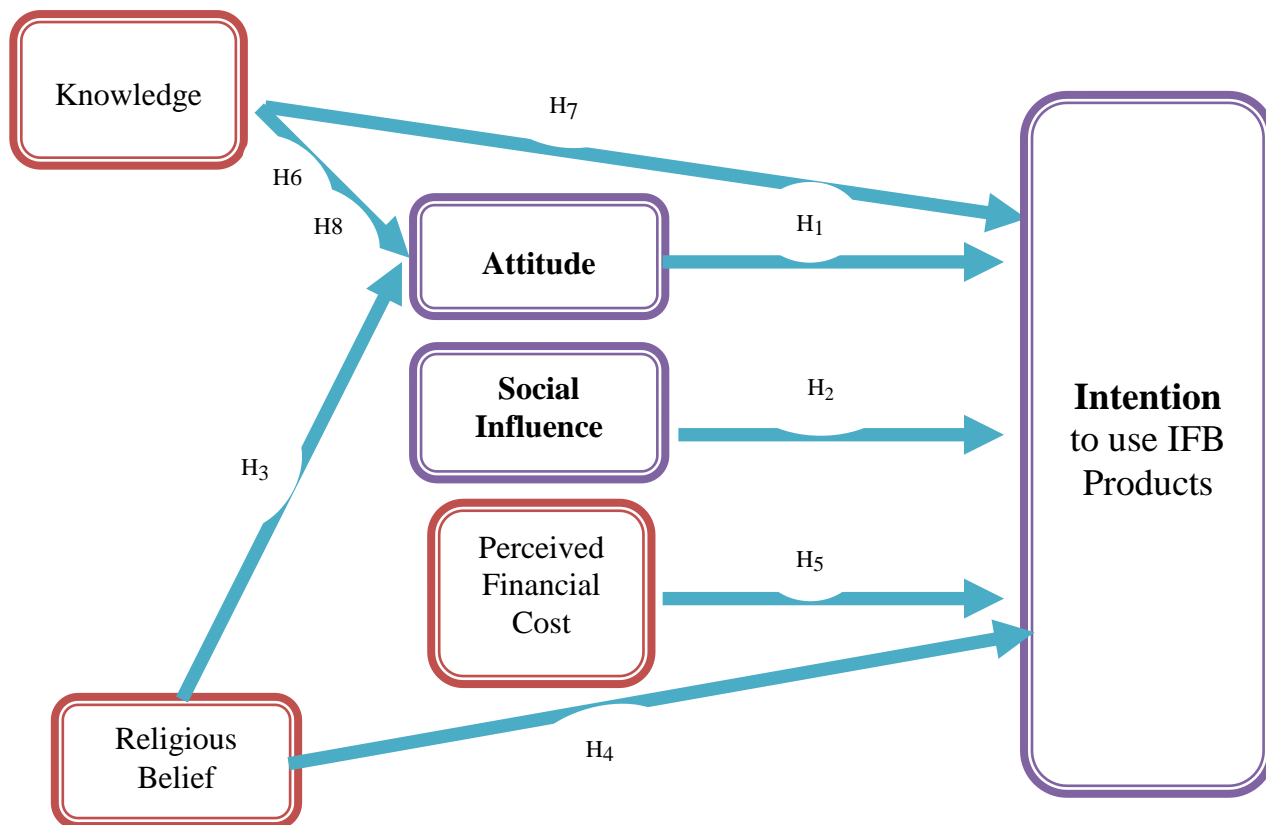 Knowledge
H7
H6
H8
H1
Attitude
Social
Influence
H2
Intention
to use IFB
Products
H3
Perceived
Financial
Cost
H5
Religious
Belief
H4